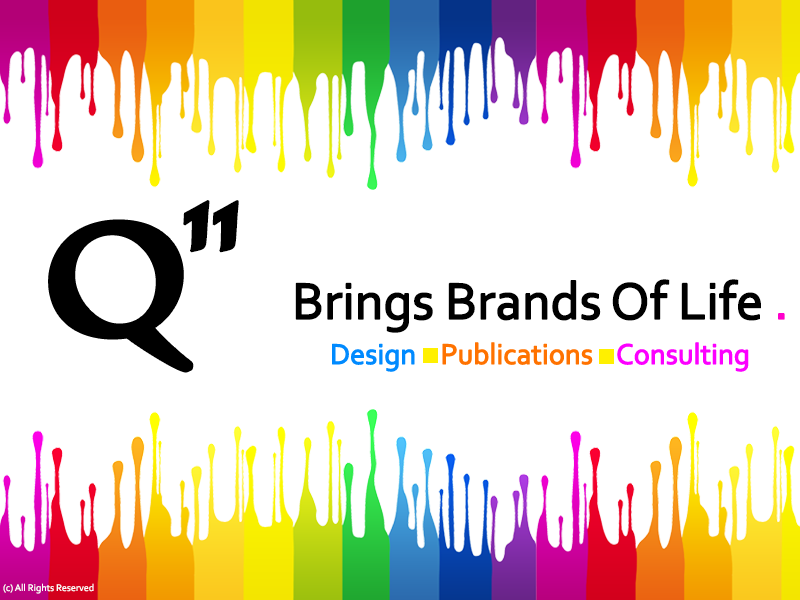 Q11
Brings Brands Of Life .
Design Publications Consulting
(c) All Rights Reserved